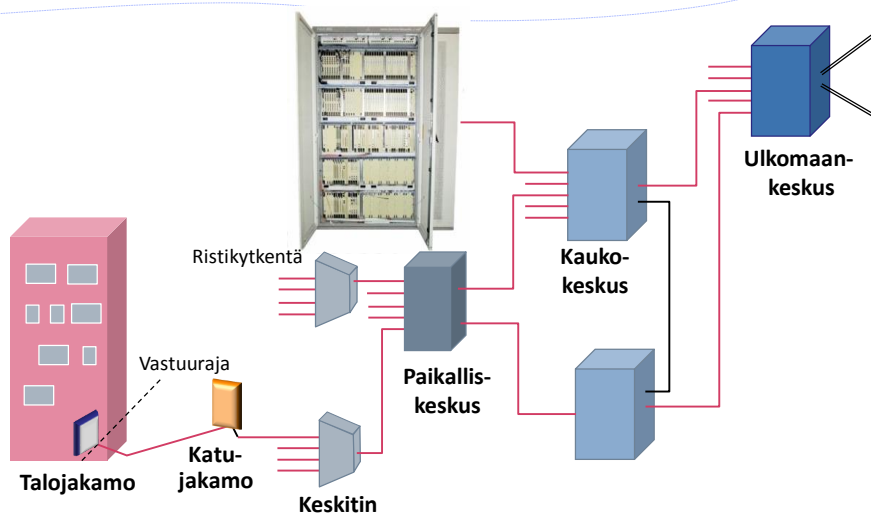 Ulkomaan-
keskus
Ristikytkentä
Kauko-
keskus
Vastuuraja
Paikallis-
keskus
Katu-
jakamo
Talojakamo
Keskitin